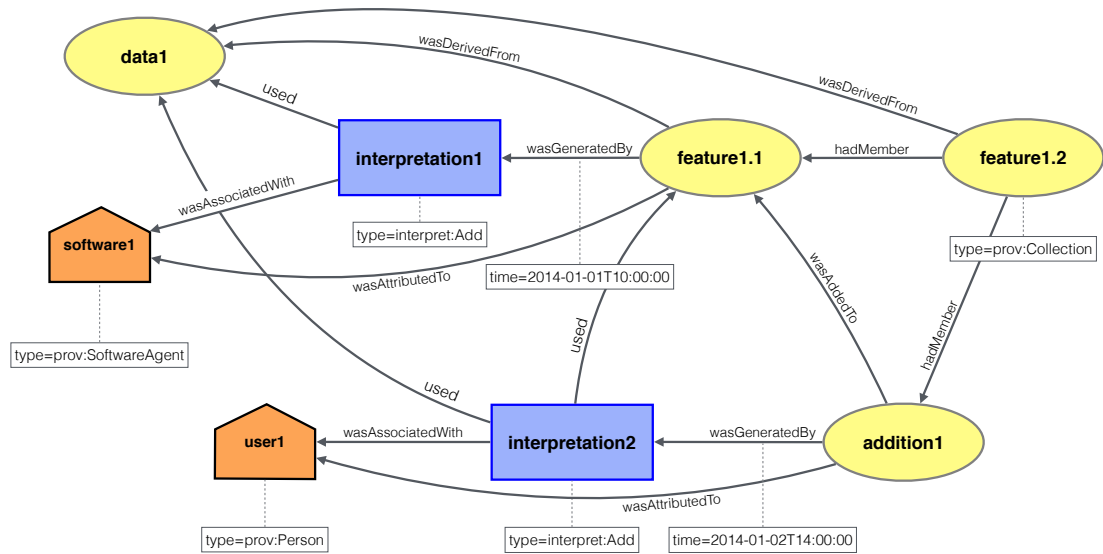 data1
wasDerivedFrom
wasDerivedFrom
used
interpretation1
wasGeneratedBy
feature1.1
hadMember
feature1.2
wasAssociatedWith
software1
type=interpret:Add
type=prov:Collection
wasAttributedTo
time=2014-01-01T10:00:00
wasAddedTo
type=prov:SoftwareAgent
used
hadMember
used
user1
wasAssociatedWith
interpretation2
wasGeneratedBy
addition1
wasAttributedTo
type=prov:Person
type=interpret:Add
time=2014-01-02T14:00:00